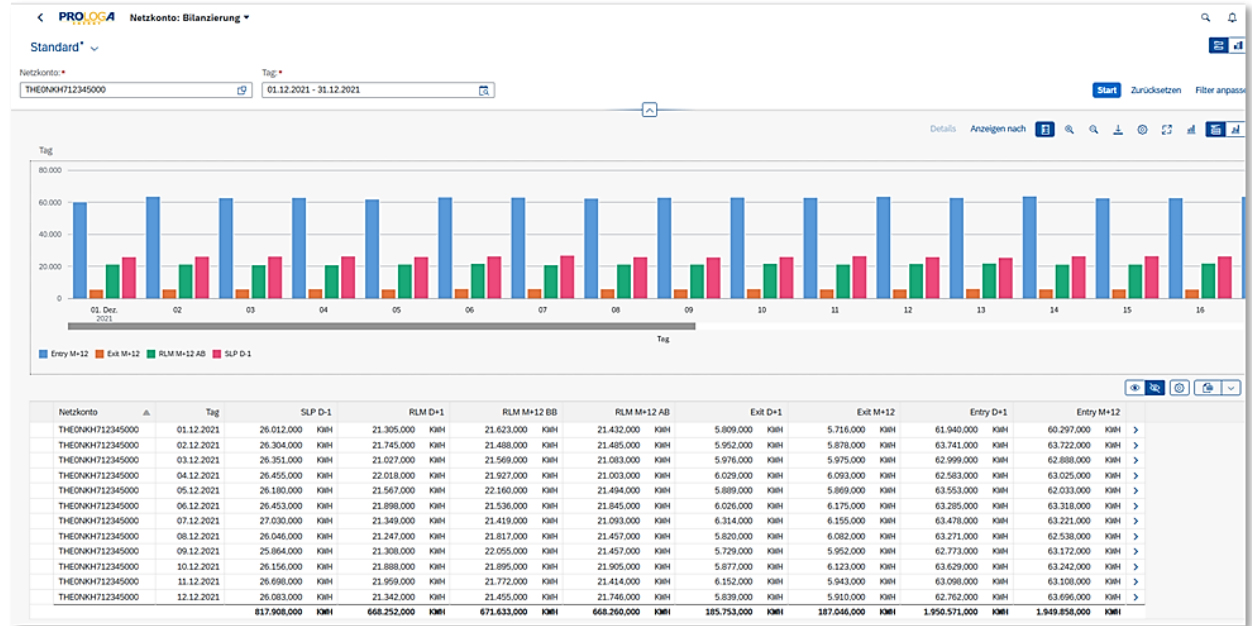 PROLOGA Netzkonto: Bilanzierung
ENERGY
Standard*
Netzkonto:* Tag:*
THE0NKH712345000 01.12.2021 - 31.12.2021 Start Zurücksetzen Filter anpasse
Details Anzeigen nach
Tag
80.000
60.000
40.000
20.000
0
01. Dez. 02 03 04 05 06 07 08 09 10 11 12 13 14 15 16
2021
Tag
Entry M+12 Exit M+12 RLM M+12 AB SLP D-1
Netzkonto Tag SLP D-1 RLM D+1 RLM M+12 BB RLM M+12 AB Exit D+1 Exit M+12 Entry D+1 Entry M+12
THE0NKH712345000 01.12.2021 26.012,000 KWH 21.305,000 KWH 21.623,000 KWH 21.432,000 KWH 5.809,000 KWH 5.716,000 KWH 61.940,000 KWH 60.297,000 KWH
THE0NKH712345000 02.12.2021 26.304,000 KWH 21.745,000 KWH 21.488,000 KWH 21.485,000 KWH 5.952,000 KWH 5.878,000 KWH 63.741,000 KWH 63.722,000 KWH
THE0NKH712345000 03.12.2021 26.351,000 KWH 21.027,000 KWH 21.569,000 KWH 21.083,000 KWH 5.976,000 KWH 5.975,000 KWH 62.999,000 KWH 62.888,000 KWH
THE0NKH712345000 04.12.2021 26.455,000 KWH 22.018,000 KWH 21.927,000 KWH 21.003,000 KWH 6.029,000 KWH 6.093,000 KWH 62.583,000 KWH 63.025,000 KWH
THE0NKH712345000 05.12.2021 26.180,000 KWH 21.567,000 KWH 22.160,000 KWH 21.494,000 KWH 5.889,000 KWH 5.869,000 KWH 63.553,000 KWH 62.033,000 KWH
THE0NKH712345000 06.12.2021 26.453,000 KWH 21.898,000 KWH 21.536,000 KWH 21.845,000 KWH 6.026,000 KWH 6.175,000 KWH 63.285,000 KWH 63.318,000 KWH
THE0NKH712345000 07.12.2021 27.030,000 KWH 21.349,000 KWH 21.419,000 KWH 21.093,000 KWH 6.314,000 KWH 6.155,000 KWH 63.478,000 KWH 63.221,000 KWH
THE0NKH712345000 08.12.2021 26.046,000 KWH 21.247,000 KWH 21.817,000 KWH 21.457,000 KWH 5.820,000 KWH 6.082,000 KWH 63.271,000 KWH 62.538,000 KWH
THE0NKH712345000 09.12.2021 25.864,000 KWH 21.308,000 KWH 22.055,000 KWH 21.457,000 KWH 5.729,000 KWH 5.952,000 KWH 62.773,000 KWH 63.172,000 KWH
THE0NKH712345000 10.12.2021 26.156,000 KWH 21.888,000 KWH 21.895,000 KWH 21.905,000 KWH 5.877,000 KWH 6.123,000 KWH 63.629,000 KWH 63.242,000 KWH
THE0NKH712345000 11.12.2021 26.698,000 KWH 21.959,000 KWH 21.772,000 KWH 21.414,000 KWH 6.152,000 KWH 5.943,000 KWH 63.098,000 KWH 63.108,000 KWH
THE0NKH712345000 12.12.2021 26.083,000 KWH 21.342,000 KWH 21.455,000 KWH 21.746,000 KWH 5.839,000 KWH 5.910,000 KWH 62.762,000 KWH 63.696,000 KWH
817.908,000 KWH 668.252,000 KWH 671.633,000 KWH 668.260,000 KWH 185.753,000 KWH 187.046,000 KWH 1.950.571,000 KWH 1.949.858,000 KWH